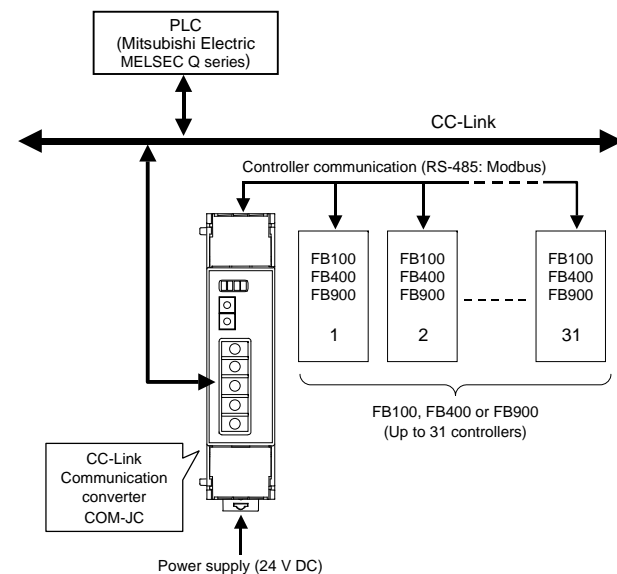 PLC
(Mitsubishi Electric
MELSEC Q series)
CC-Link
Controller communication (RS-485: Modbus)
FB100
FB400
FB900
1
FB100
FB400
FB900
2
FB100
FB400
FB900
31
FB100, FB400 or FB900
(Up to 31 controllers)
CC-Link
Communication
converter
COM-JC
Power supply (24 V DC)